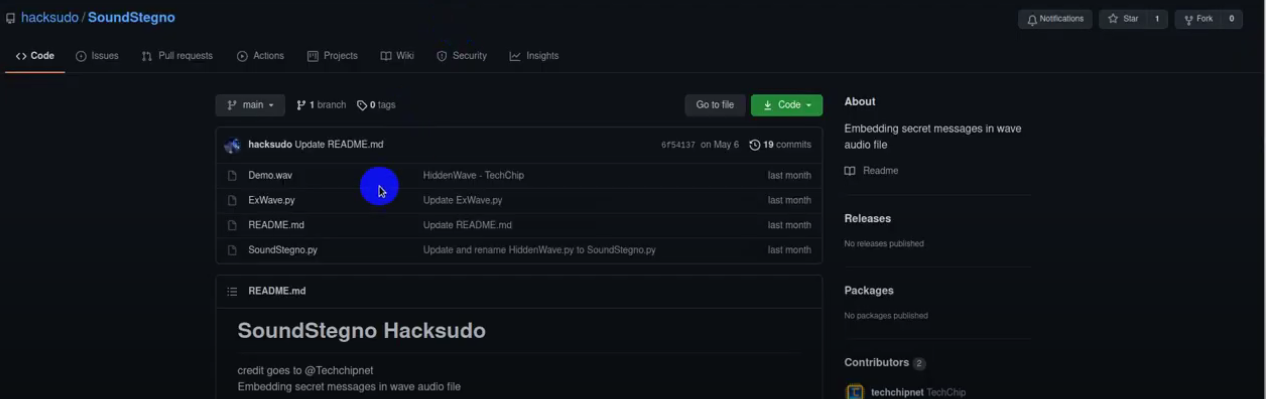 hacksudo / SoundStegno
Notifications Star 1 Fork 0
Code Issues Pull requests Actions Projects Wiki Security Insights
main 1 branch 0 tags Go to file Code
hacksudo Update README.md 6f54137 on May 6 19 commits
Demo.wav HiddenWave - TechChip last month
ExWave.py Update ExWave.py last month
README.md Update README.md last month
SoundStegno.py Update and rename HiddenWave.py to SoundStegno.py last month
README.md
SoundStegno Hacksudo
credit goes to @Techchipnet
Embedding secret messages in wave audio file
About
Embedding secret messages in wave
audio file
Readme
Releases
No releases published
Packages
No packages published
Contributors 2
techchipnet TechChip